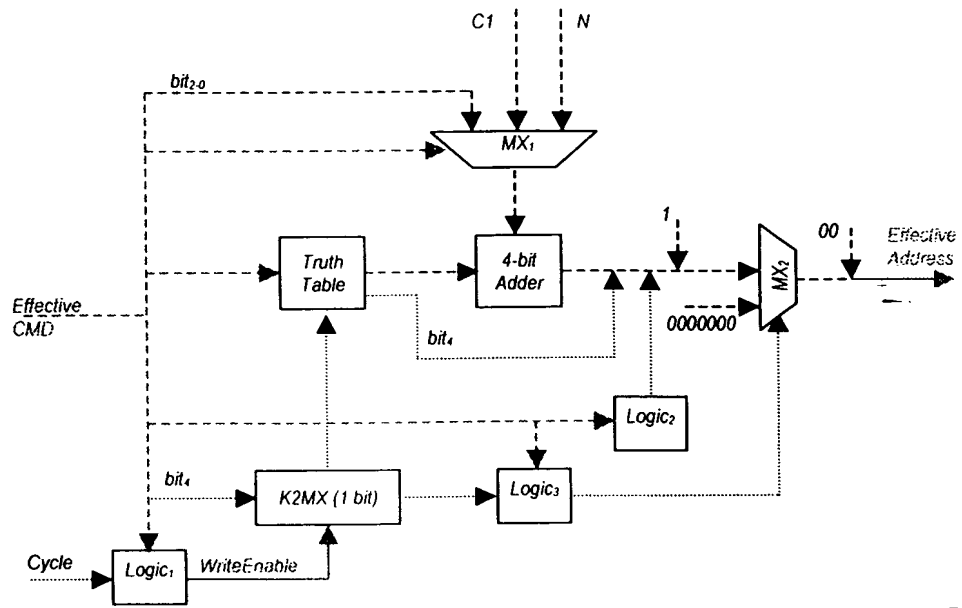 C1 N
bit2-0
MX1
1
00
Effective
Address
Truth
Table
4-bit
Adder
MX2
Effective
CMD
bit4
0000000
Logic2
bit4
K2MX (1 bit)
Logic3
Cycle
Logic1
WriteEnable